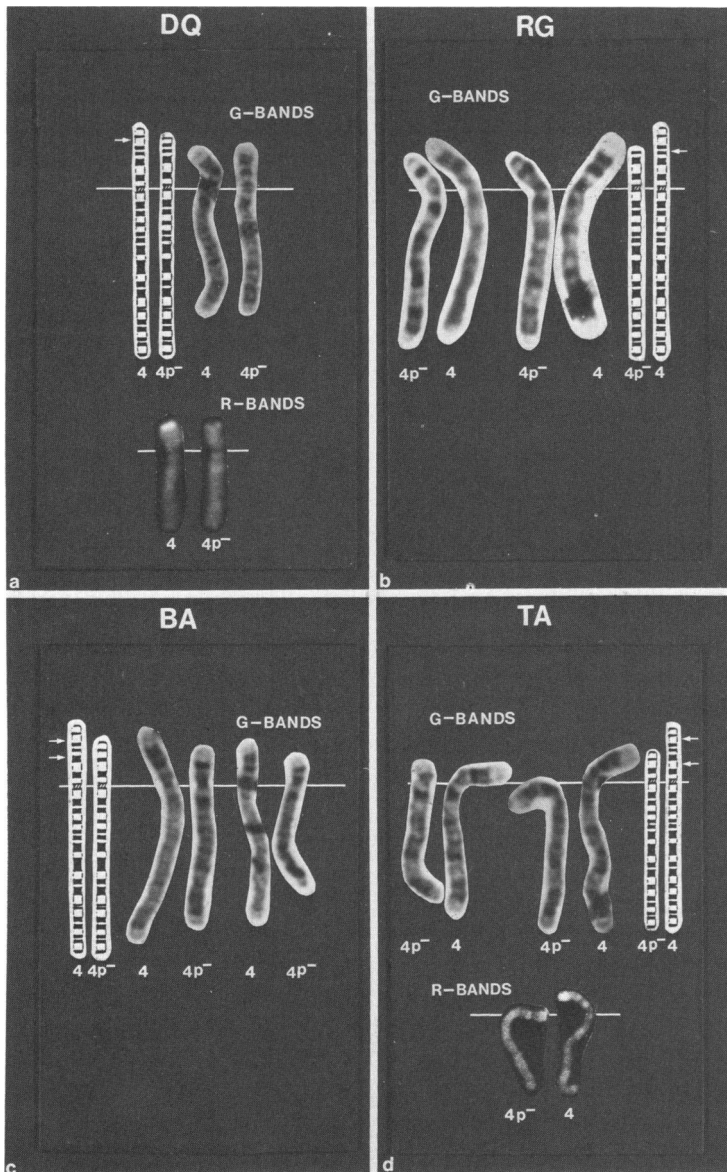 DQ
G-BANDS
4 4p⁻ 4 4p⁻
R-BANDS
4 4p⁻
a
RG
G-BANDS
4p⁻ 4 4p⁻ 4 4p⁻ 4
b
BA
G-BANDS
4 4p⁻ 4 4p⁻ 4 4p⁻
c
TA
G-BANDS
4p⁻ 4 4p⁻ 4 4p⁻ 4
R-BANDS
4p⁻ 4
d